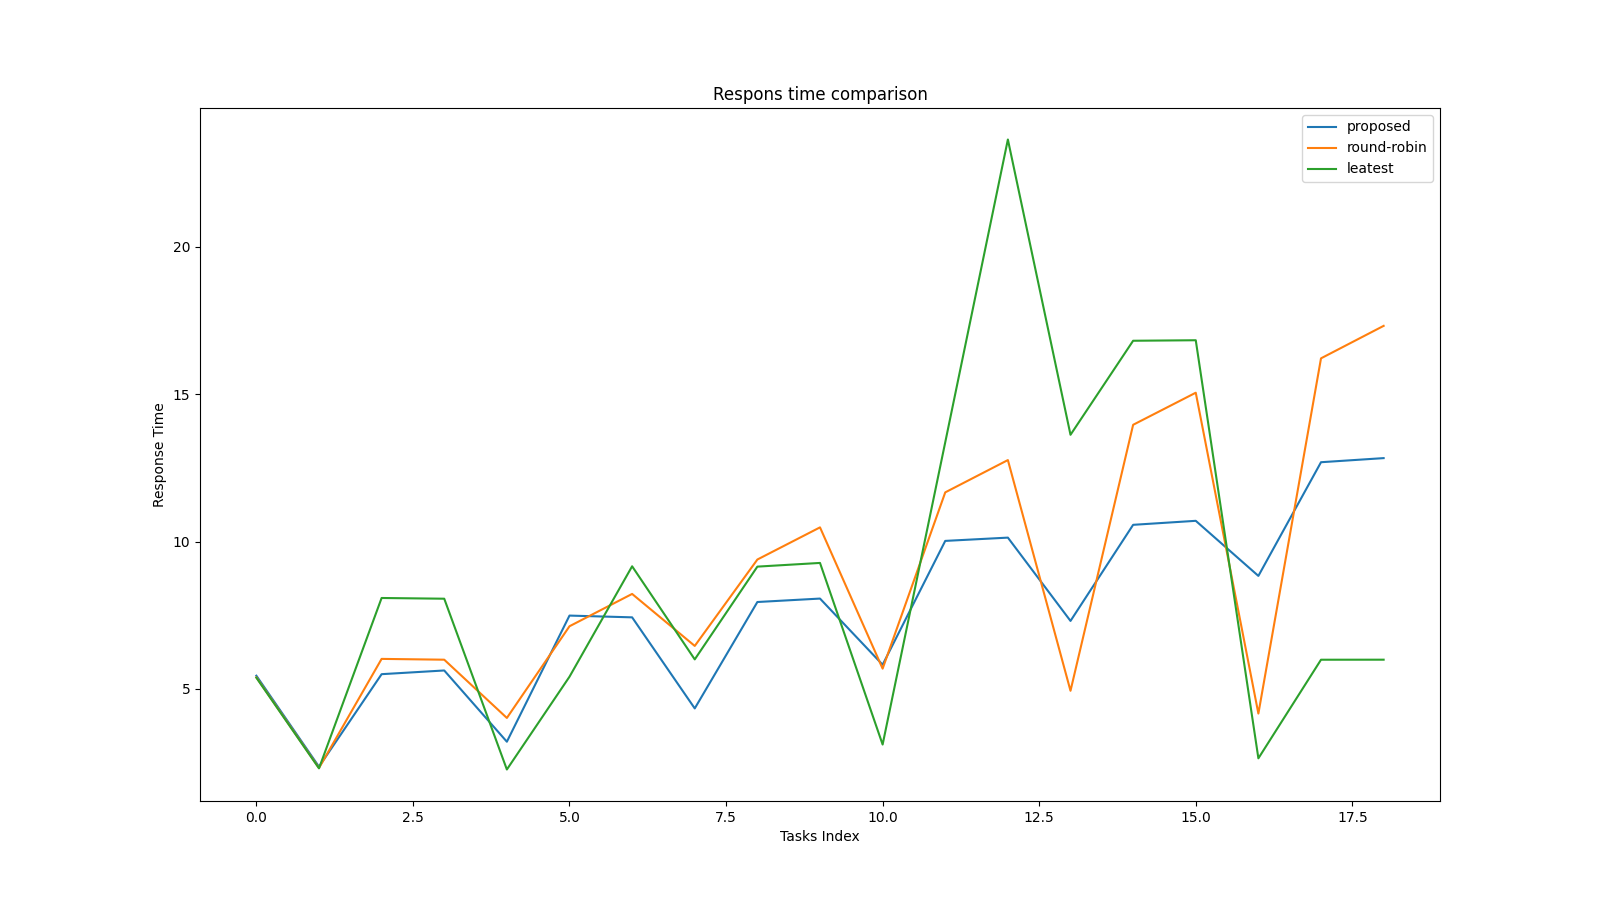 Respons time comparison
proposed
round-robin
leatest
20
15
10
5
Response Time
0.0 2.5 5.0 7.5 10.0 12.5 15.0 17.5
Tasks Index